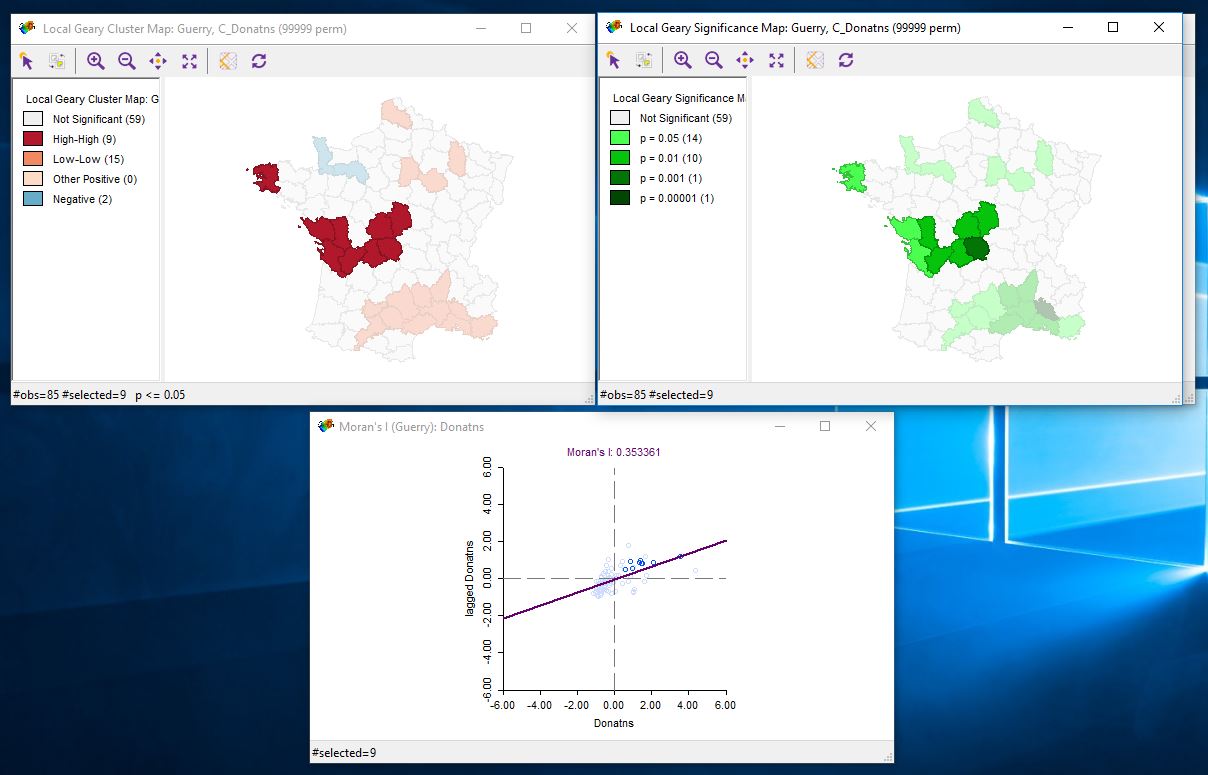 Local Geary Cluster Map: Guerry, C_Donatns (99999 perm)
Local Geary Cluster Map: G
Not Significant (59)
High-High (9)
Low-Low (15)
Other Positive (0)
Negative (2)
#obs=85 #selected=9 p <= 0.05
Local Geary Significance Map: Guerry, C_Donatns (99999 perm)
Local Geary Significance M
Not Significant (59)
p = 0.05 (14)
p = 0.01 (10)
p = 0.001 (1)
p = 0.00001 (1)
#obs=85 #selected=9
Moran's I (Guerry): Donatns
Moran's I: 0.353361
6.00
4.00
2.00
0.00
-2.00
-4.00
-6.00
lagged Donatns
-6.00 -4.00 -2.00 0.00 2.00 4.00 6.00
Donatns
#selected=9